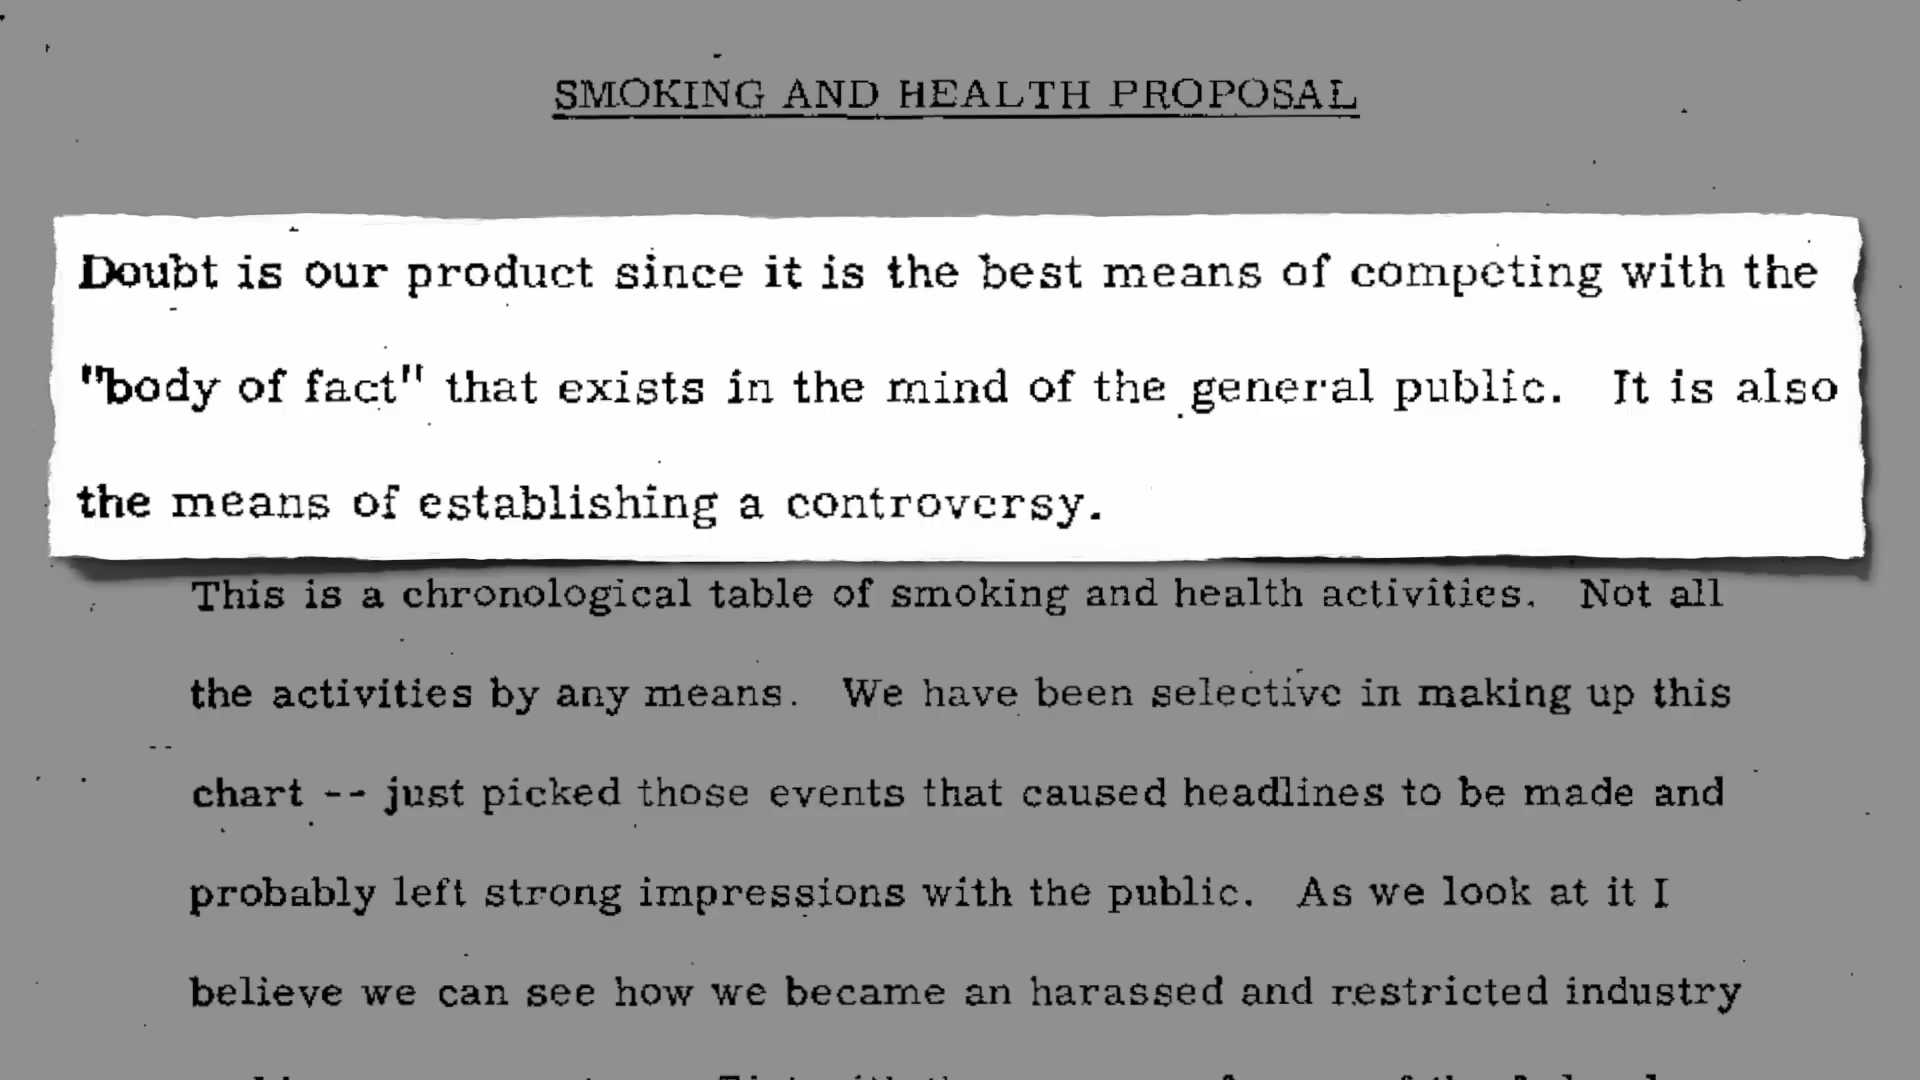 SMOKING AND HEALTH PROPOSAL
Doubt is our product since it is the best means of competing with the
"body of fact" that exists in the mind of the general public. It is also
the means of establishing a controversy.
This is a chronological table of smoking and health activities. Not all
the activities by any means. We have been selective in making up this
chart -- just picked those events that caused headlines to be made and
probably left strong impressions with the public. As we look at it I
believe we can see how we became an harassed and restricted industry